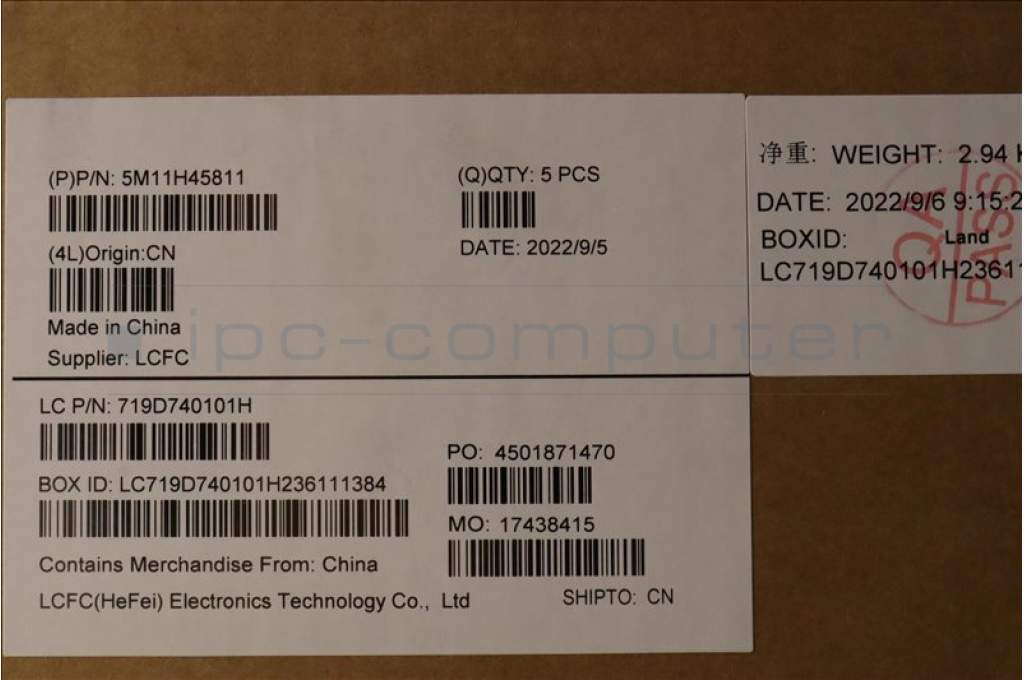 (P)P/N: 5M11H45811
(Q)QTY: 5 PCS
(4L)Origin:CN
DATE: 2022/9/5
Made in China
Supplier: LCFC
LC P/N: 719D740101H
PO: 4501871470
BOX ID: LC719D740101H236111384
MO: 17438415
Contains Merchandise From: China
LCFC(HeFei) Electronics Technology Co., Ltd
SHIPTO: CN
净重: WEIGHT: 2.94
DATE: 2022/9/6 9:15:2
BOXID: Land
LC719D740101H23611
QA PASS
ipc-computer